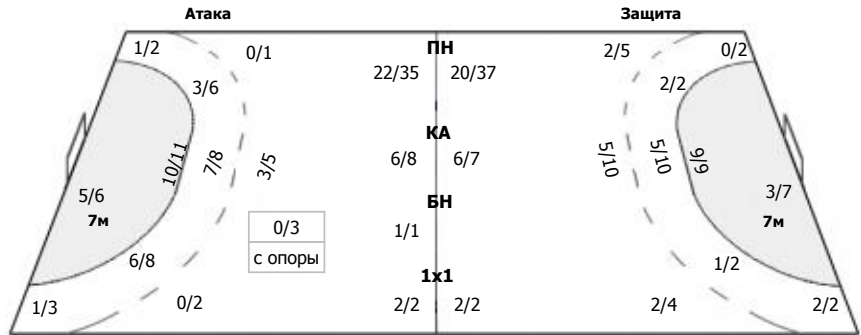 Атака Защита
1/2 0/1 ПН 2/5 0/2
22/35 20/37
3/6 2/2
КА
10/11 7/8 3/5 6/8 6/7 5/10 5/10 9/9
5/6 3/7
БН
7м 7м
0/3 1/1
с опоры
6/8 1/2
1x1
1/3 0/2 2/2 2/2 2/4 2/2